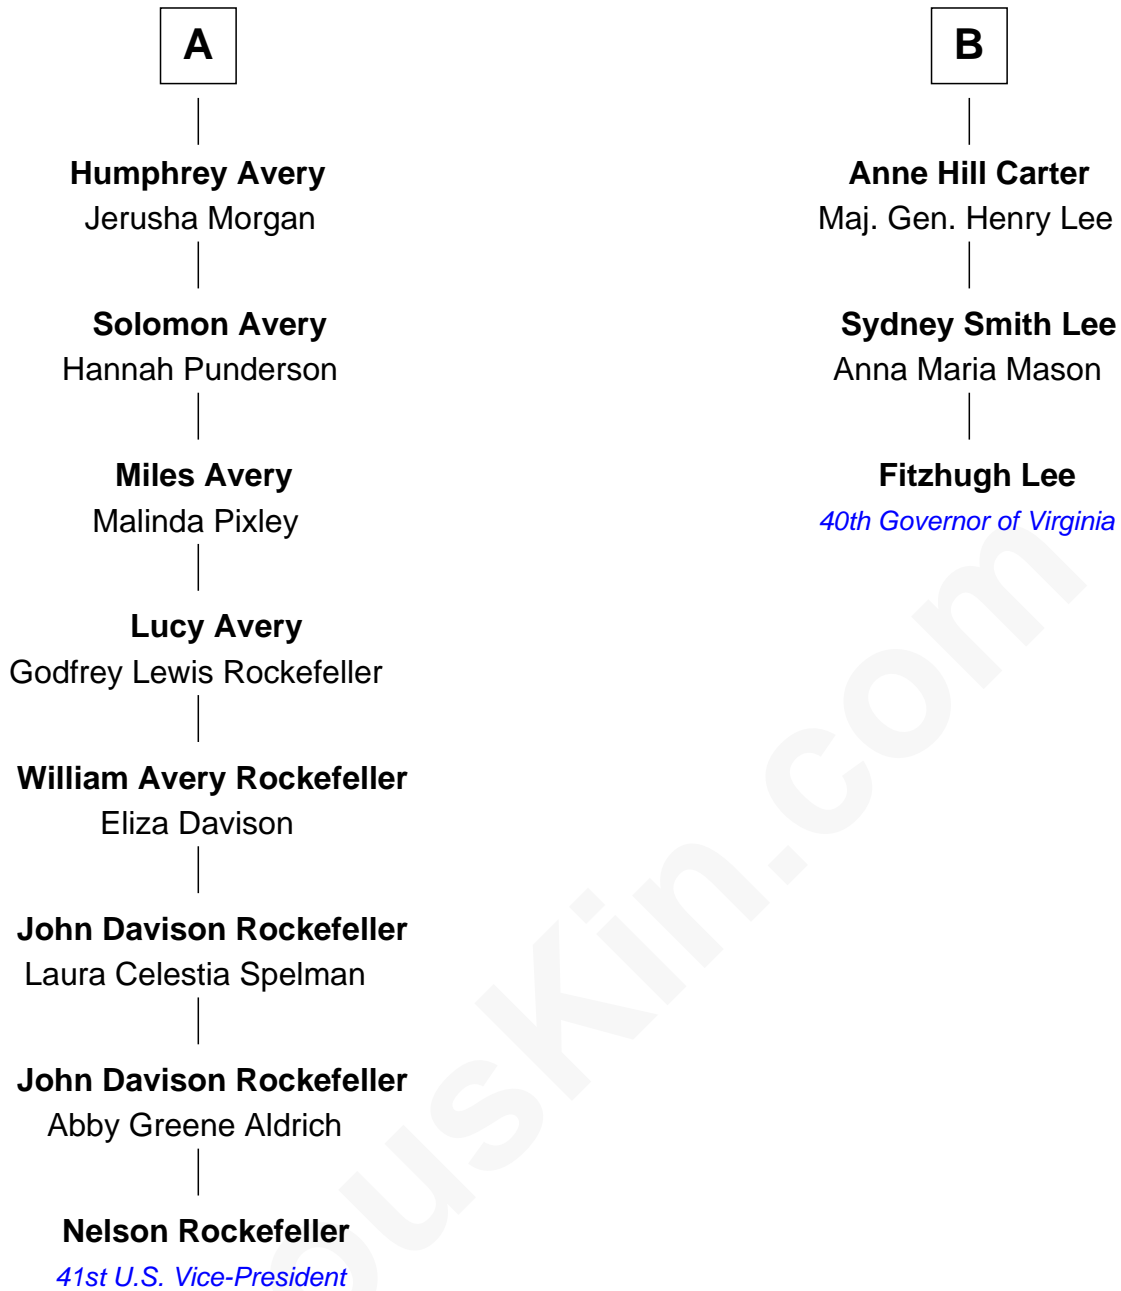 A
Humphrey Avery
Jerusha Morgan
Solomon Avery
Hannah Punderson
Miles Avery
Malinda Pixley
Lucy Avery
Godfrey Lewis Rockefeller
William Avery Rockefeller
Eliza Davison
John Davison Rockefeller
Laura Celestia Spelman
John Davison Rockefeller
Abby Greene Aldrich
Nelson Rockefeller
41st U.S. Vice-President
B
Anne Hill Carter
Maj. Gen. Henry Lee
Sydney Smith Lee
Anna Maria Mason
Fitzhugh Lee
40th Governor of Virginia
ousKin.com